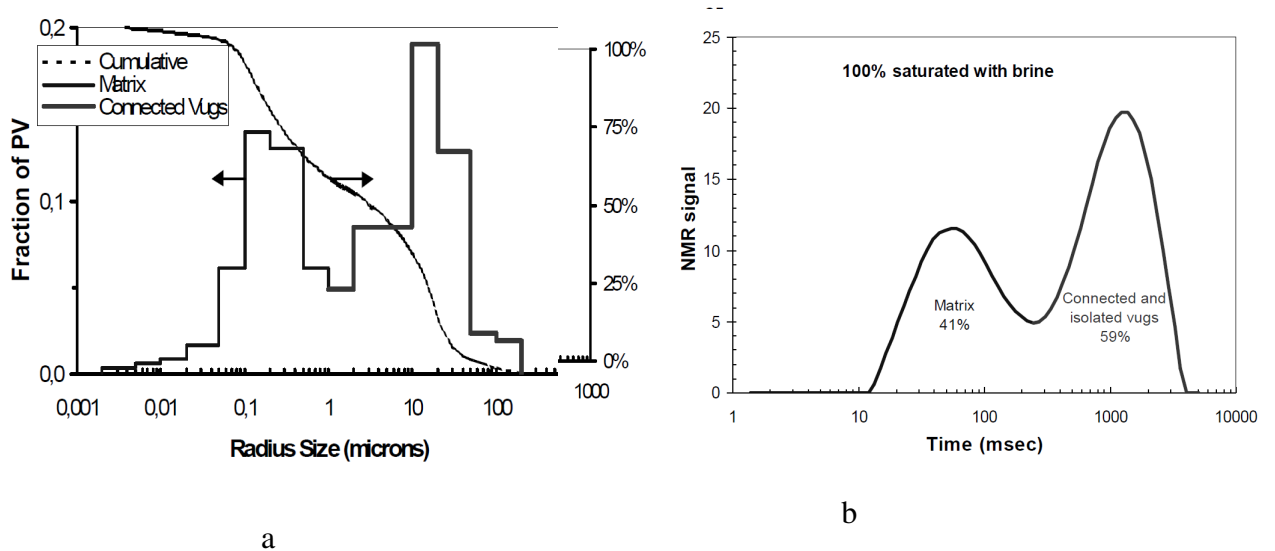 0,2
Cumulative
Matrix
Connected Vugs
100%
75%
50%
25%
0%
Fraction of PV
0,1
0,0
0,001
0,01
0,1
1
10
100
1000
Radius Size (microns)
a
25
20
15
10
5
0
NMR signal
100% saturated with brine
Matrix
41%
Connected and
isolated vugs
59%
1
10
100
1000
10000
Time (msec)
b